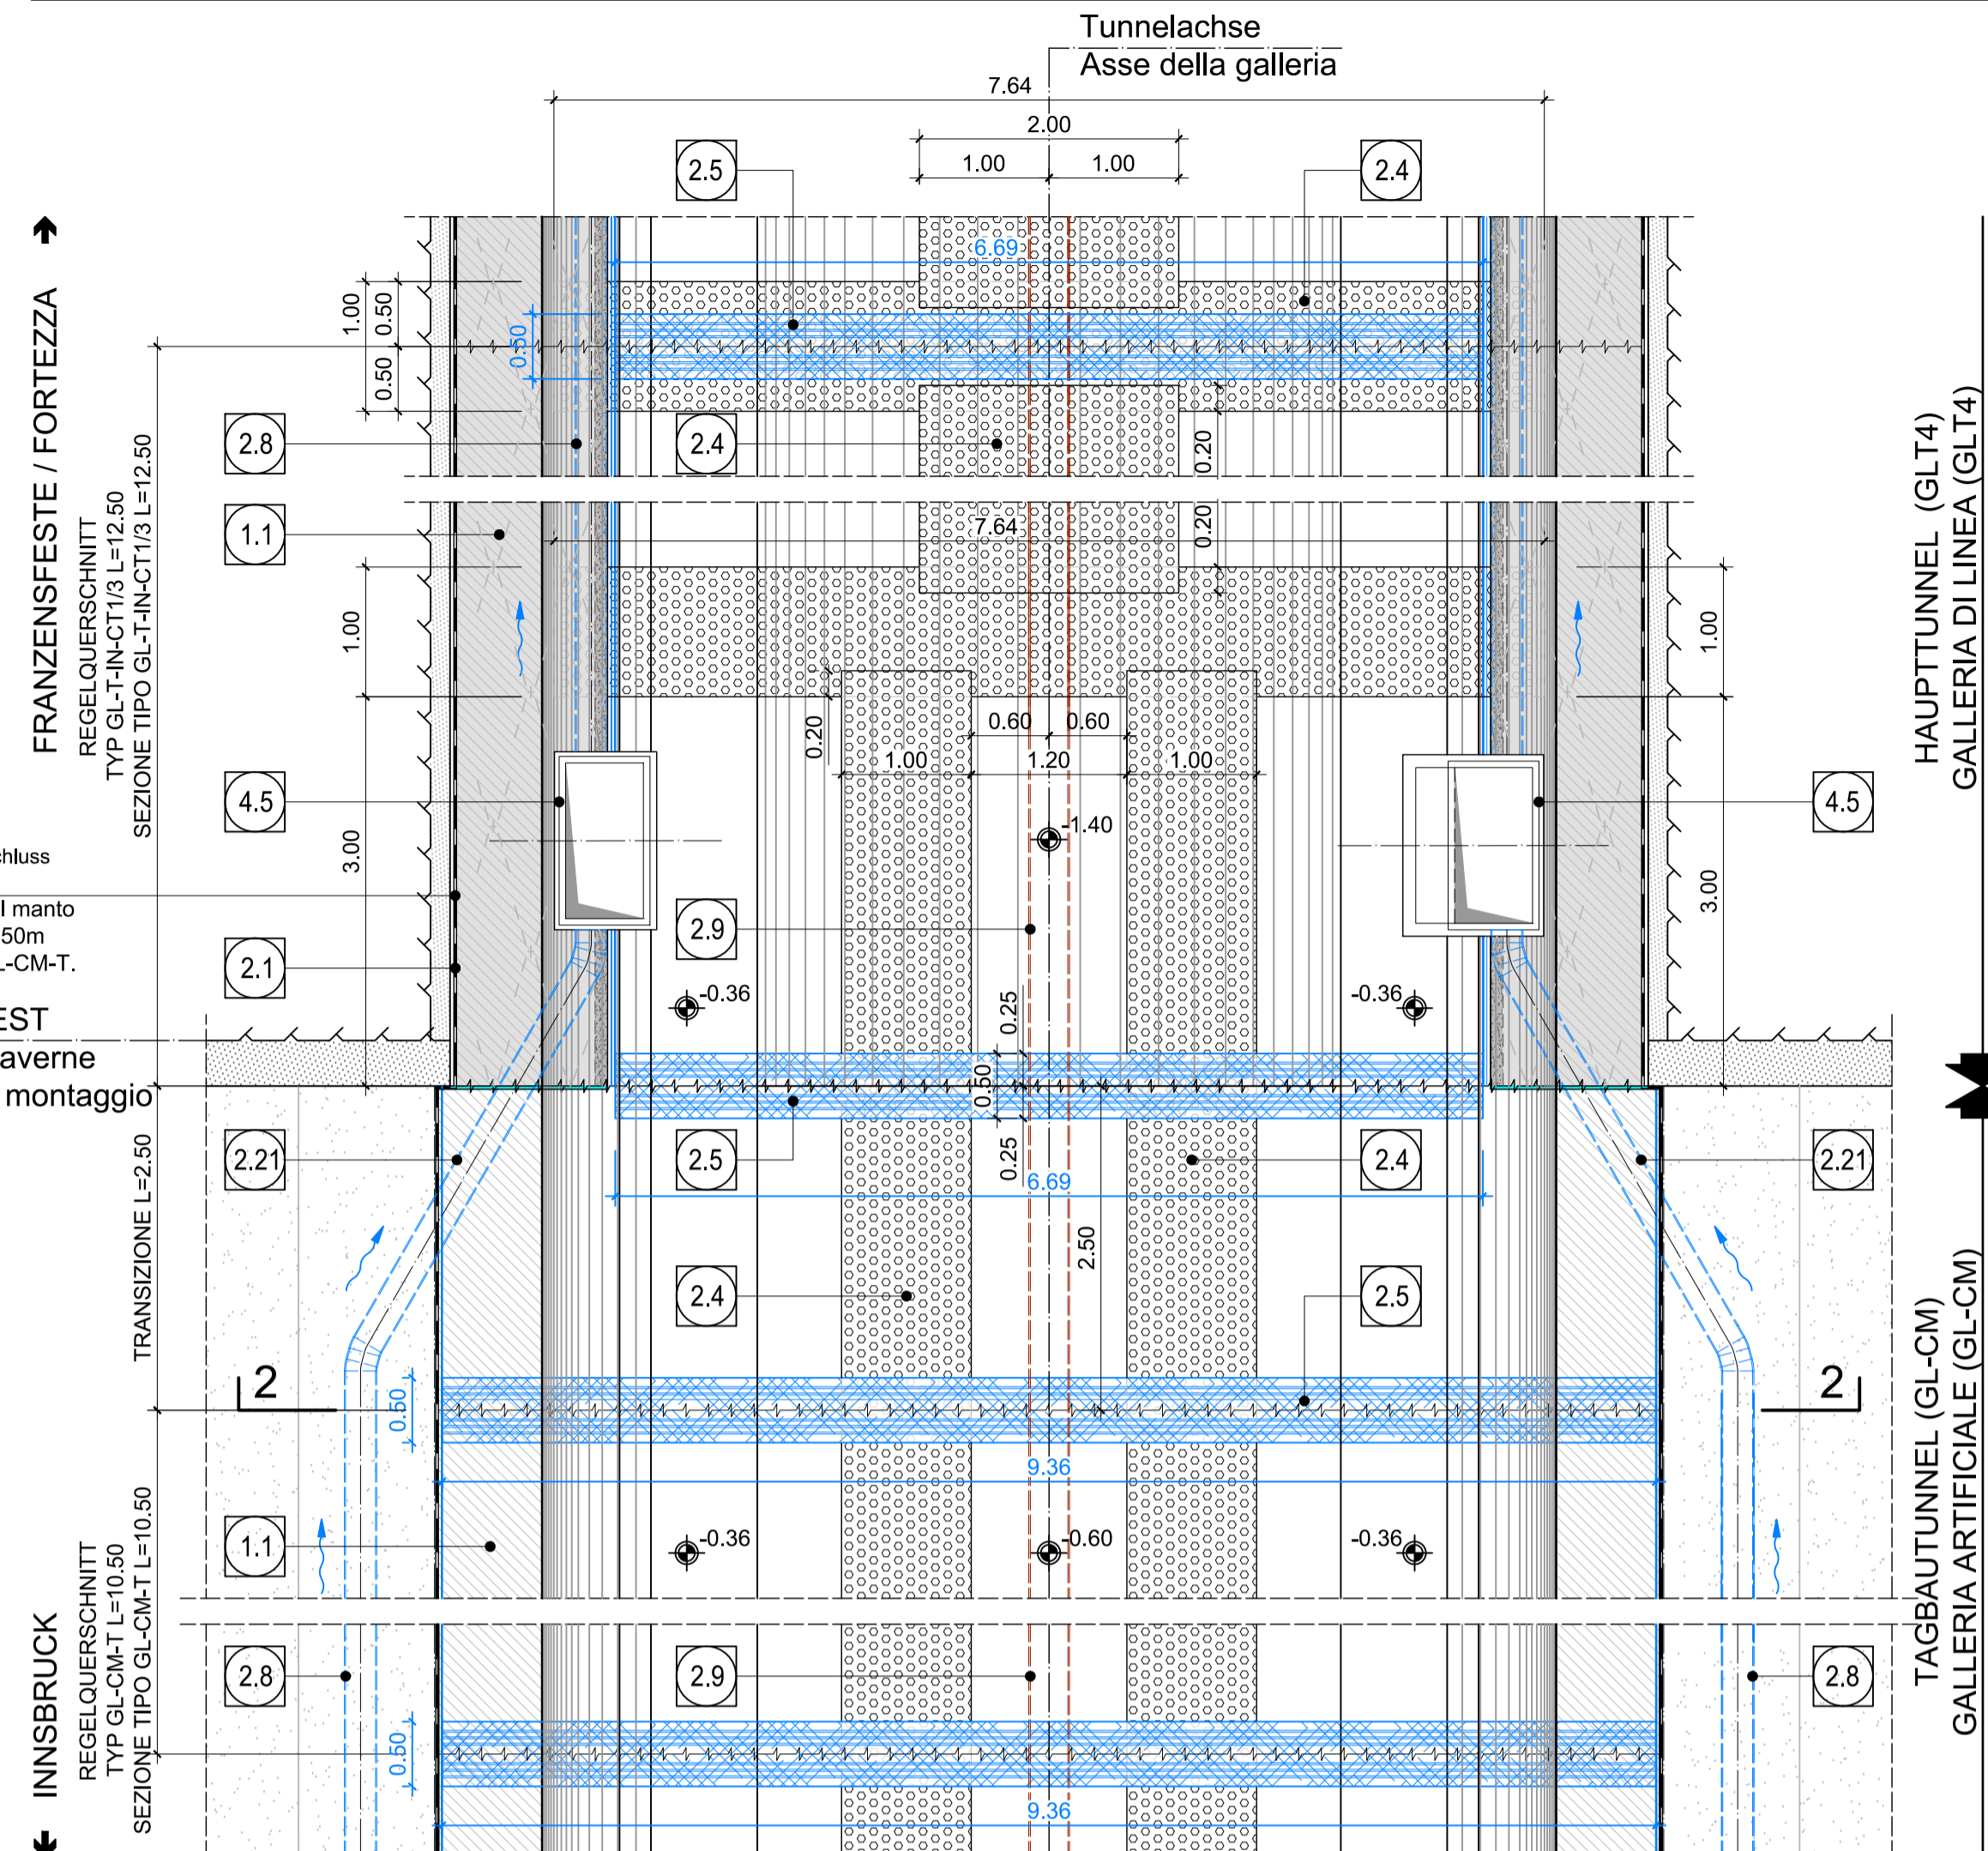 Tunnelachse
Asse della galleria
7.64
2.00
1.00
1.00
2.5
2.4
6.69
1.00
0.50
0.50
0.50
FRANZENSFESTE / FORTEZZA
REGELQUERSCHNITT
TYP GL-T-IN-CT1/3 L=12.50
SEZIONE TIPO GL-T-IN-CT1/3 L=12.50
2.8
2.4
0.20
HAUPTTUNNEL (GLT4)
GALLERIA DI LINEA (GLT4)
1.1
7.64
0.20
1.00
1.00
0.20
0.60
0.60
1.00
1.20
1.00
4.5
4.5
-1.40
3.00
3.00
hluss
l manto
50m
L-CM-T.
2.9
2.1
-0.36
-0.36
0.25
EST
averne
montaggio
0.50
0.25
2.21
2.5
2.4
2.21
6.69
TRANSIZIONE L=2.50
2.50
2.4
2.5
2
2
0.50
9.36
1.1
-0.36
-0.60
-0.36
INNSBRUCK
REGELQUERSCHNITT
TYP GL-CM-T L=10.50
SEZIONE TIPO GL-CM-T L=10.50
TAGBAUTUNNEL (GL-CM)
GALLERIA ARTIFICIALE (GL-CM)
2.8
2.9
2.8
0.50
9.36